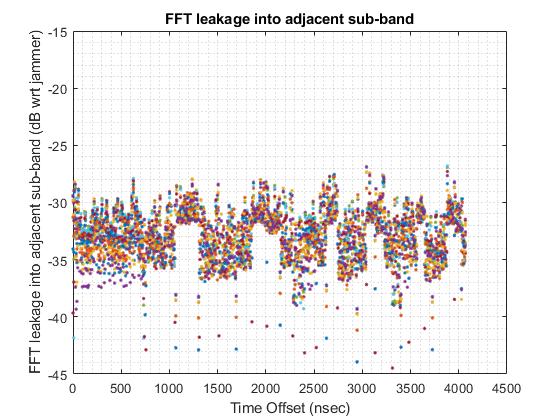 FFT leakage into adjacent sub-band
FFT leakage into adjacent sub-band (dB wrt jammer)
-15
-20
-25
-30
-35
-40
-45
0 500 1000 1500 2000 2500 3000 3500 4000 4500
Time Offset (nsec)